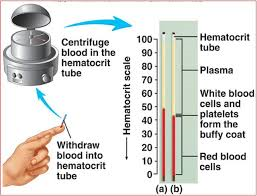 Centrifuge
blood in the
hematocrit
tube
Withdraw
blood into
hematocrit
tube
Hematocrit scale
100
90
80
70
60
50
40
30
20
10
0
(a) (b)
Hematocrit
tube
Plasma
White blood
cells and
platelets
form the
buffy coat
Red blood
cells